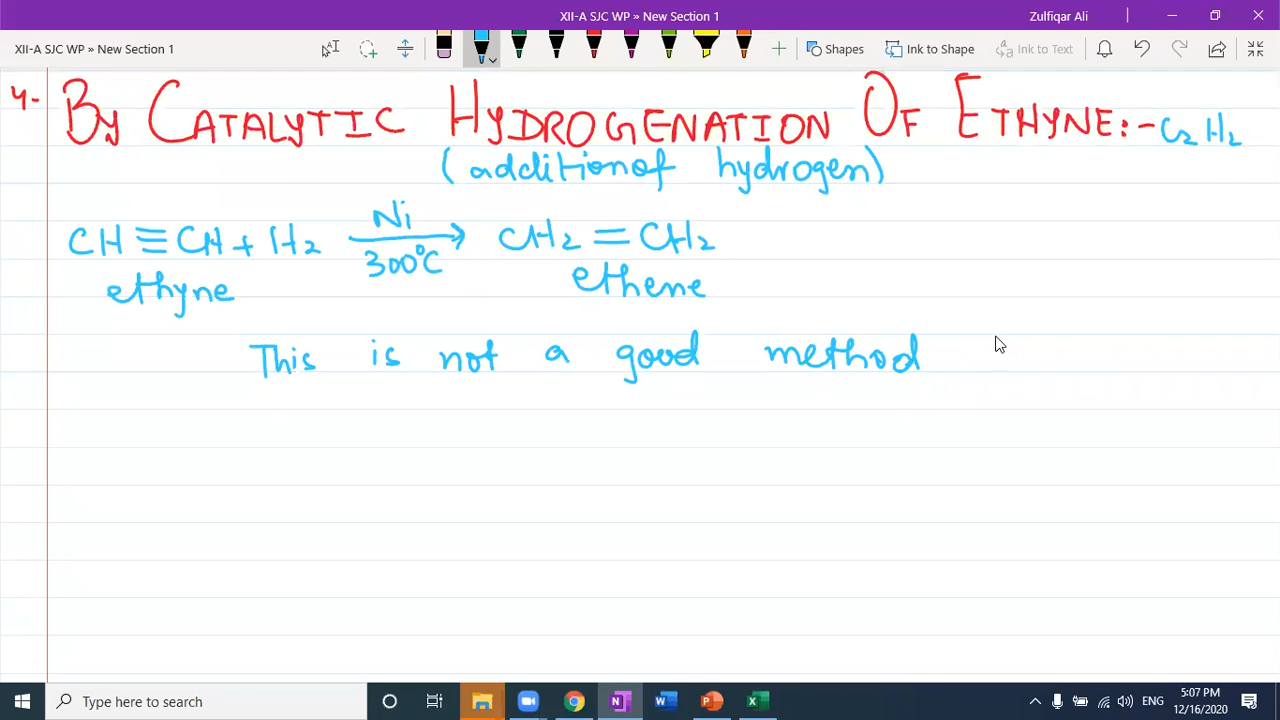 XII-A SJC WP » New Section 1
Zulfiqar Ali
XII-A SJC WP » New Section 1
Shapes
Ink to Shape
Ink to Text
4- By Catalytic Hydrogenation Of Ethyne:- C2H2
(addition of hydrogen)
CH≡CH + H2 Ni 300°C → CH2=CH2
ethyne ethene
This is not a good method
Type here to search
ENG
5:07 PM
12/16/2020